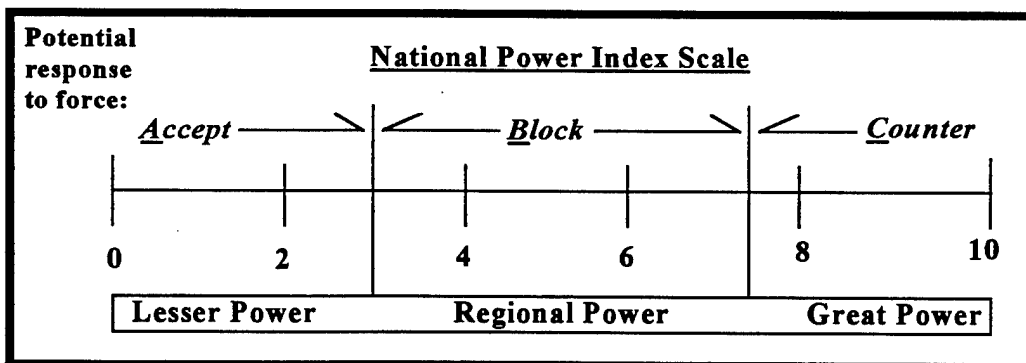 Potential
response
to force:
National Power Index Scale
Accept
Block
Counter
0 2 4 6 8 10
Lesser Power Regional Power Great Power